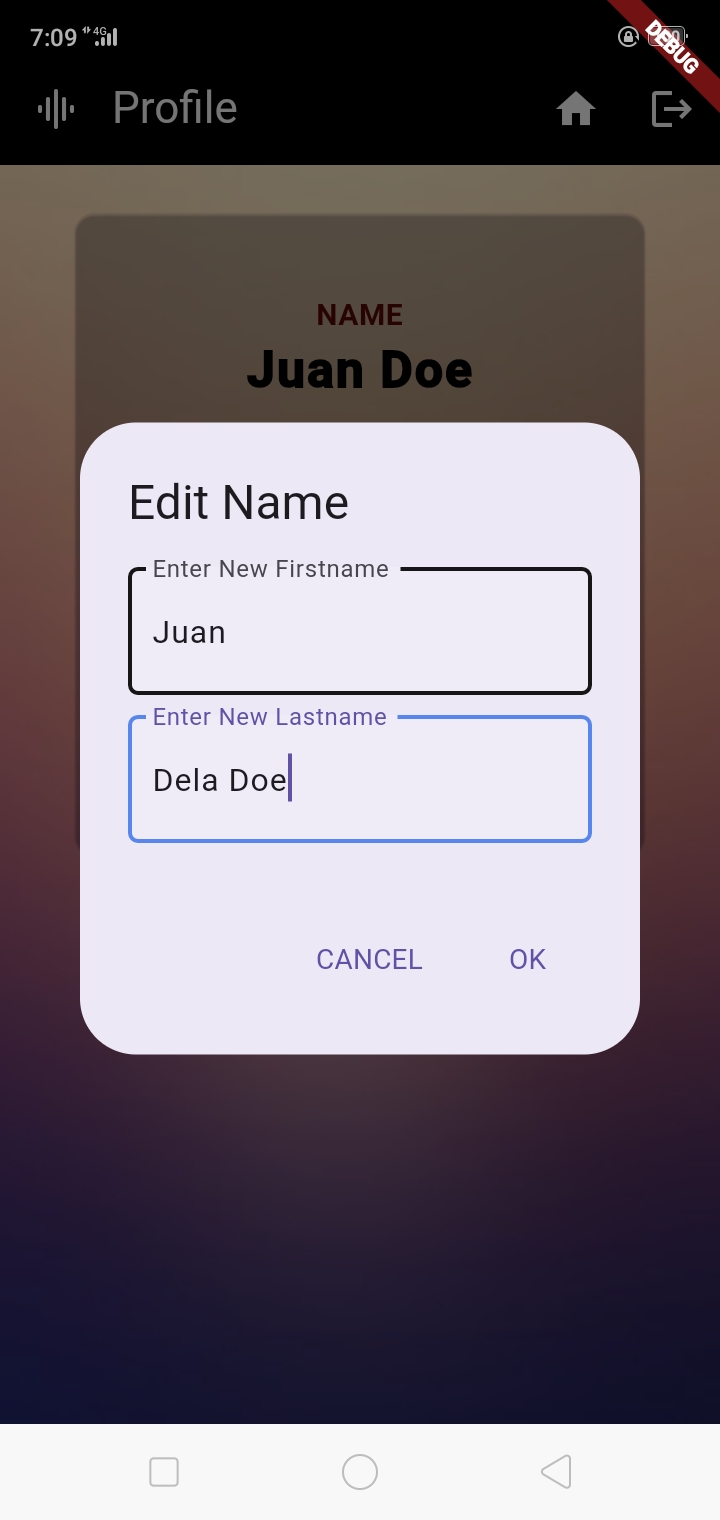 7:09 4G
DEBUG
Profile
NAME
Juan Doe
Edit Name
Enter New Firstname
Juan
Enter New Lastname
Dela Doe
CANCEL OK